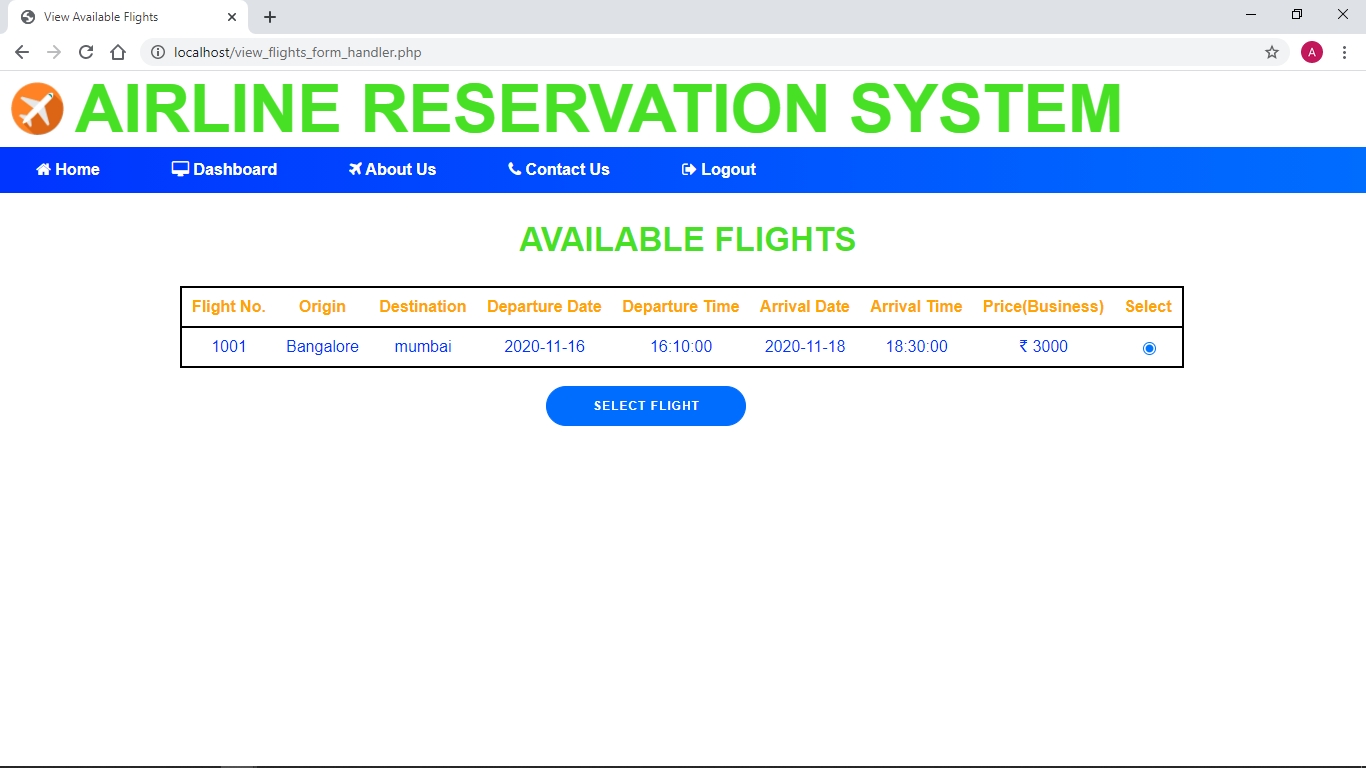 View Available Flights
localhost/view_flights_form_handler.php
A
AIRLINE RESERVATION SYSTEM
Home Dashboard About Us Contact Us Logout
AVAILABLE FLIGHTS
Flight No. Origin Destination Departure Date Departure Time Arrival Date Arrival Time Price(Business) Select
1001 Bangalore mumbai 2020-11-16 16:10:00 2020-11-18 18:30:00 ₹ 3000
SELECT FLIGHT